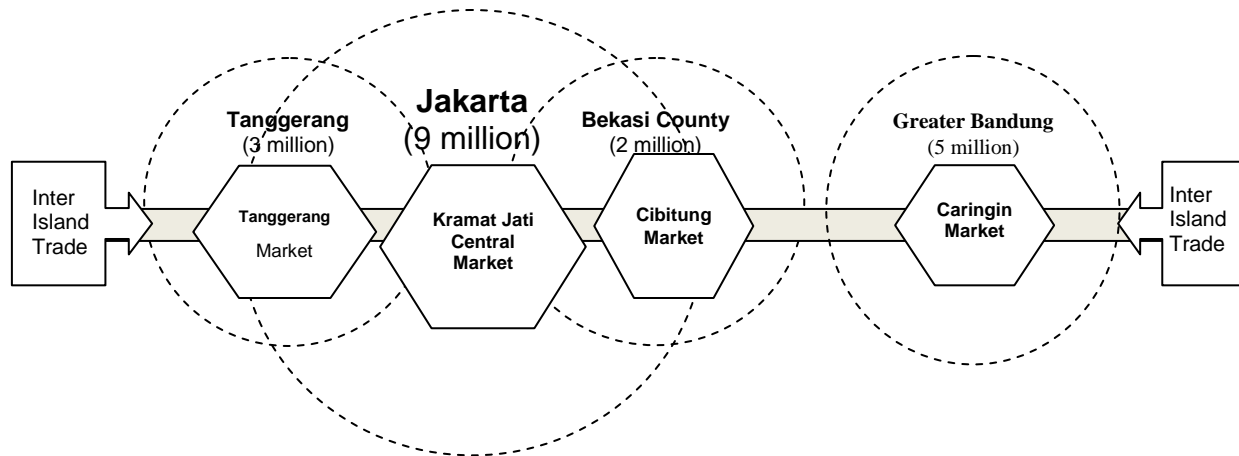 Inter
Island
Trade
Tanggerang
(3 million)
Tanggerang
Market
Jakarta
(9 million)
Kramat Jati
Central
Market
Bekasi County
(2 million)
Cibitung
Market
Greater Bandung
(5 million)
Caringin
Market
Inter
Island
Trade